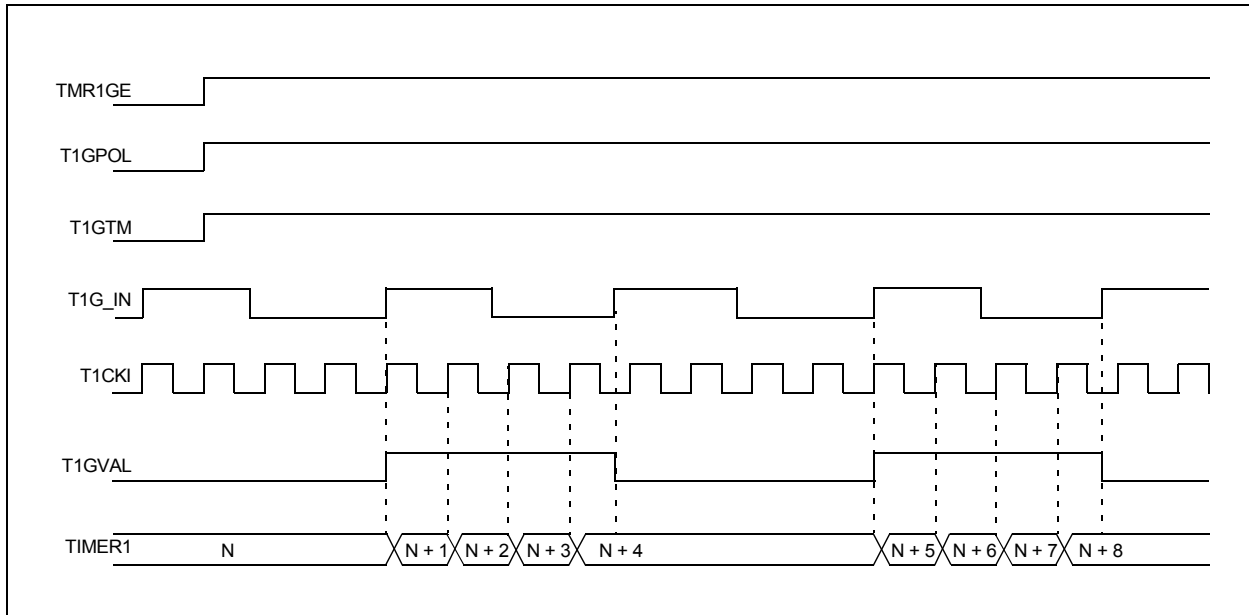 TMR1GE
T1GPOL
T1GTM
T1G_IN
T1CKI
T1GVAL
TIMER1 N N + 1 N + 2 N + 3 N + 4 N + 5 N + 6 N + 7 N + 8